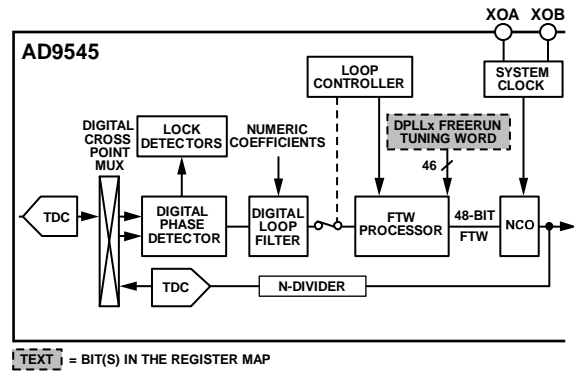 XOA XOB
AD9545
LOOP
CONTROLLER
SYSTEM
CLOCK
DIGITAL
CROSS
POINT
MUX
LOCK
DETECTORS
NUMERIC
COEFFICIENTS
DPLLx FREERUN
TUNING WORD
46
TDC
DIGITAL
PHASE
DETECTOR
DIGITAL
LOOP
FILTER
FTW
PROCESSOR
48-BIT
FTW
NCO
TDC
N-DIVIDER
TEXT = BIT(S) IN THE REGISTER MAP